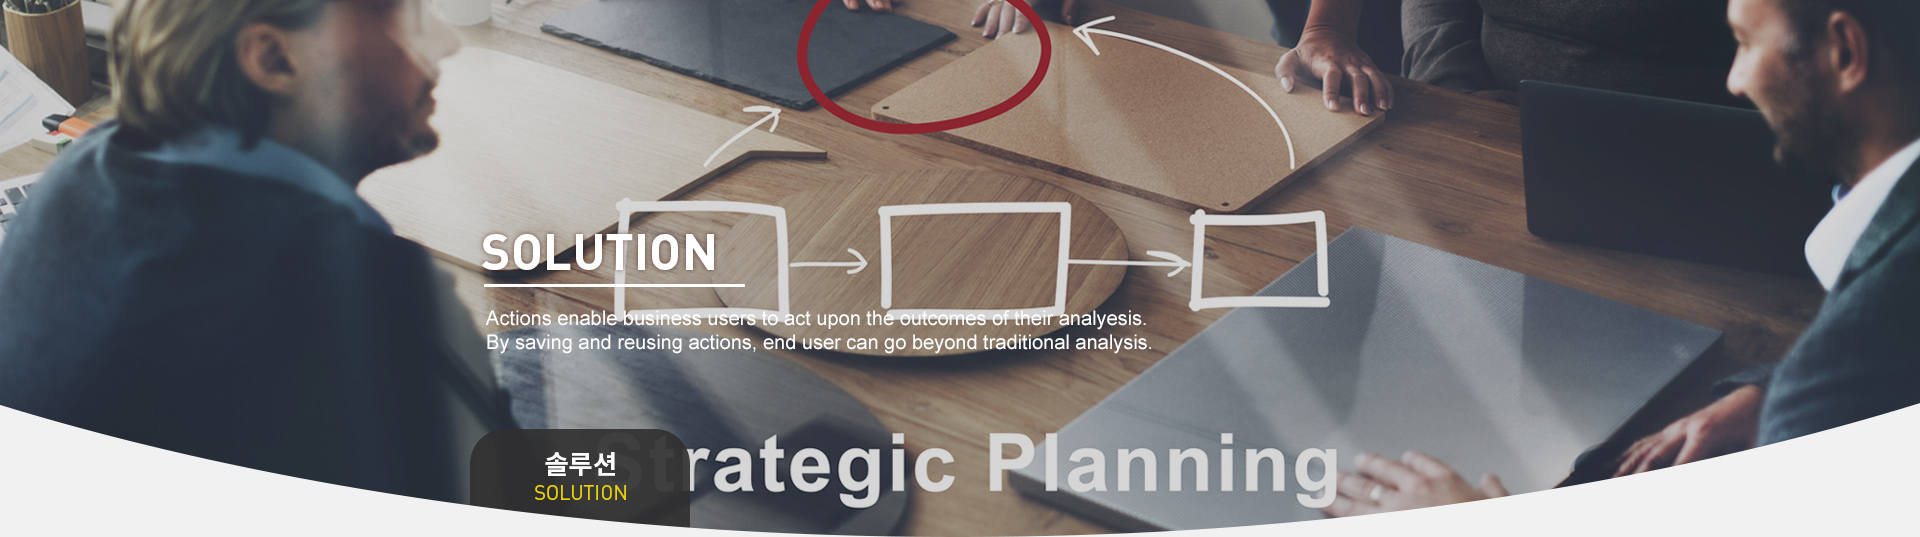 SOLUTION
Actions enable business users to act upon the outcomes of their analyesis.
By saving and reusing actions, end user can go beyond traditional analysis.
Strategic Planning
솔루션
SOLUTION